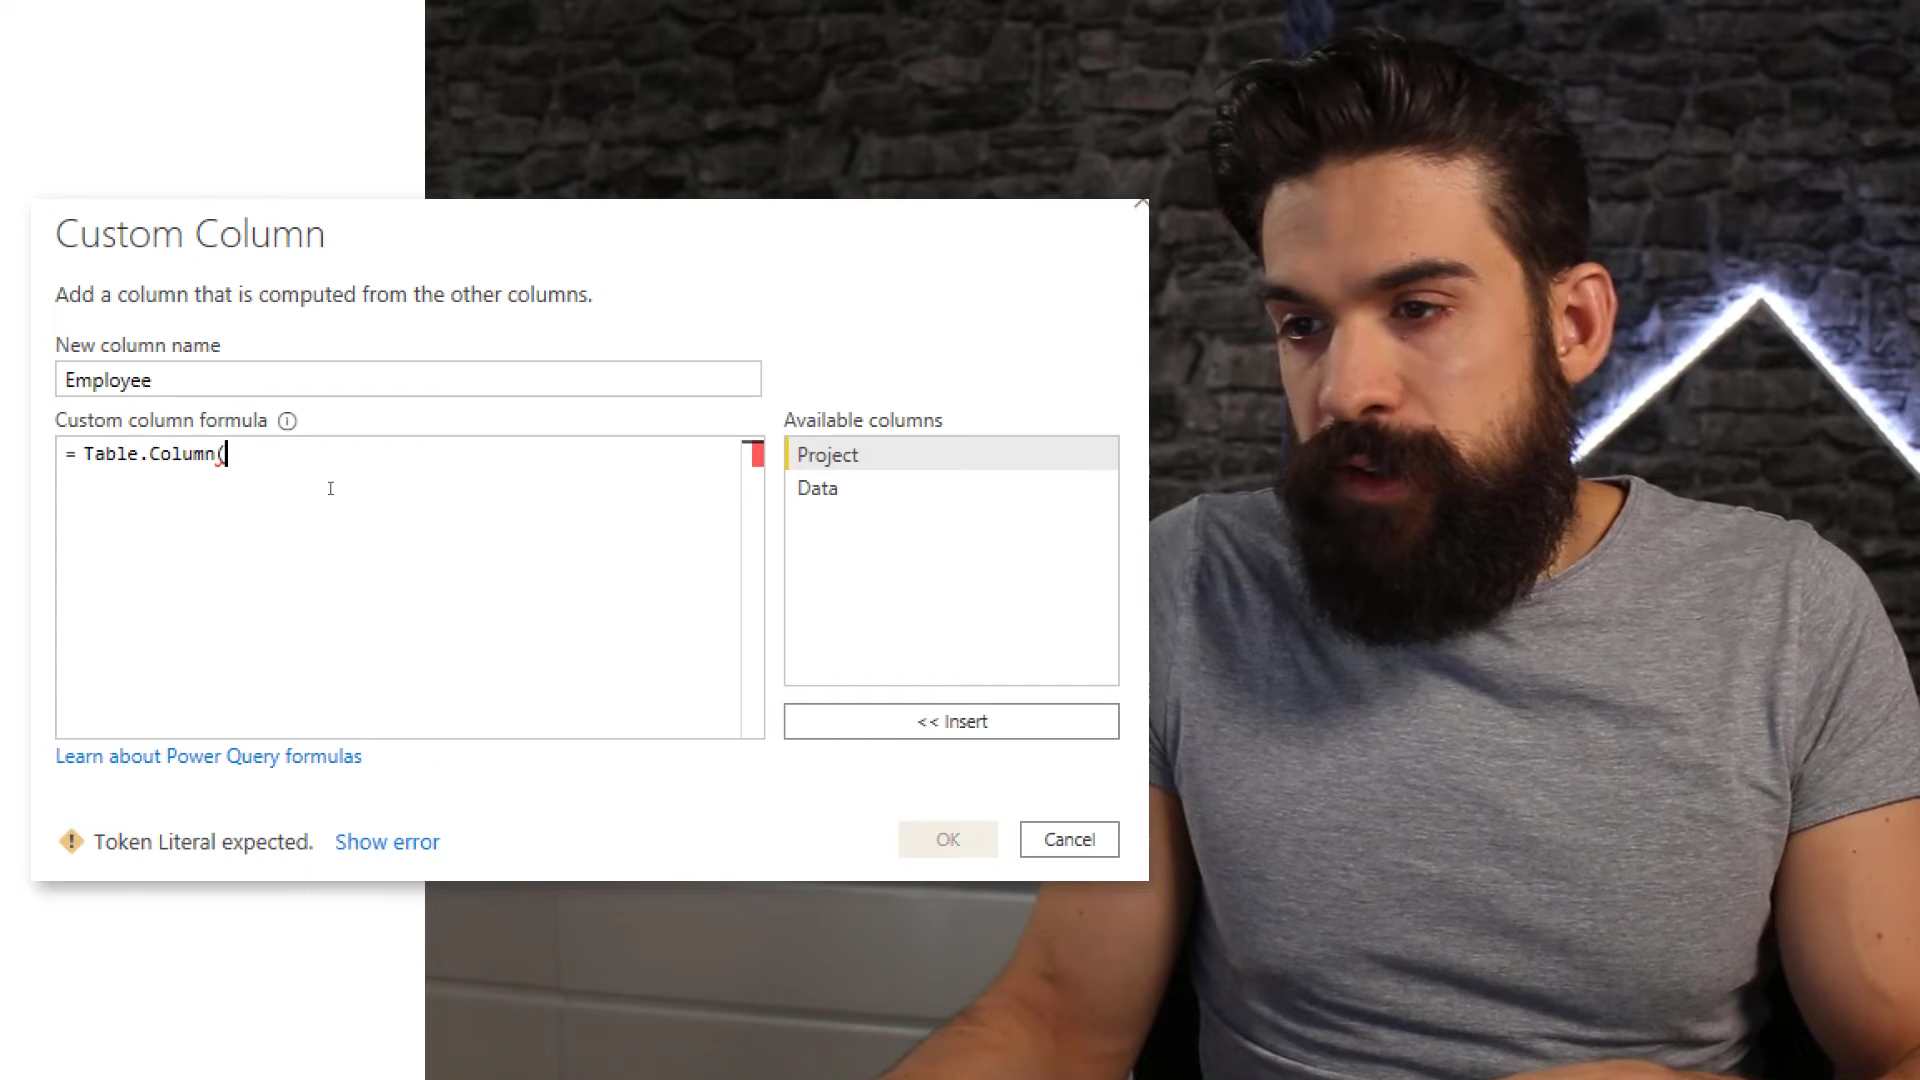 Custom Column
Add a column that is computed from the other columns.
New column name
Employee
Custom column formula
Available columns
= Table.Column(
Project
Data
<< Insert
Learn about Power Query formulas
Token Literal expected. Show error
OK
Cancel